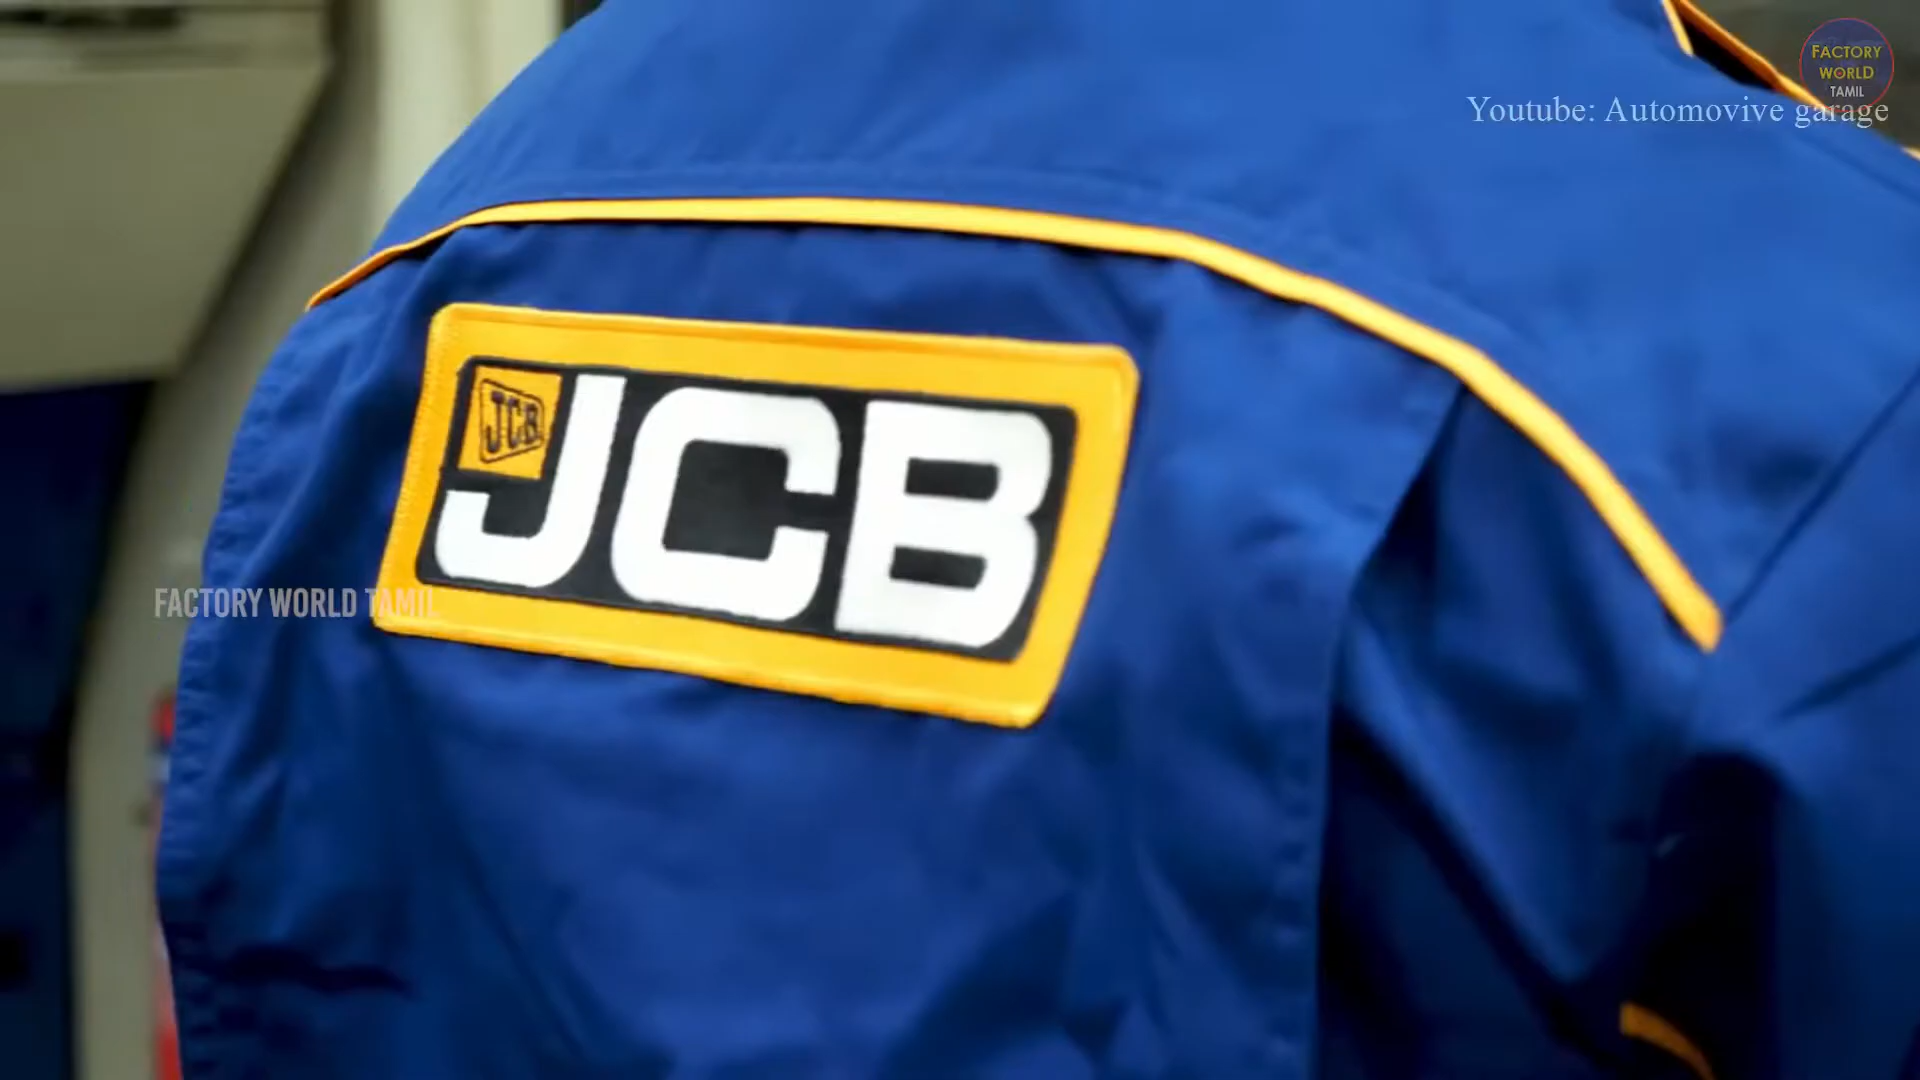 FACTORY
WORLD
TAMIL
Youtube: Automovive garage
JCB
JCB
FACTORY WORLD TAMIL